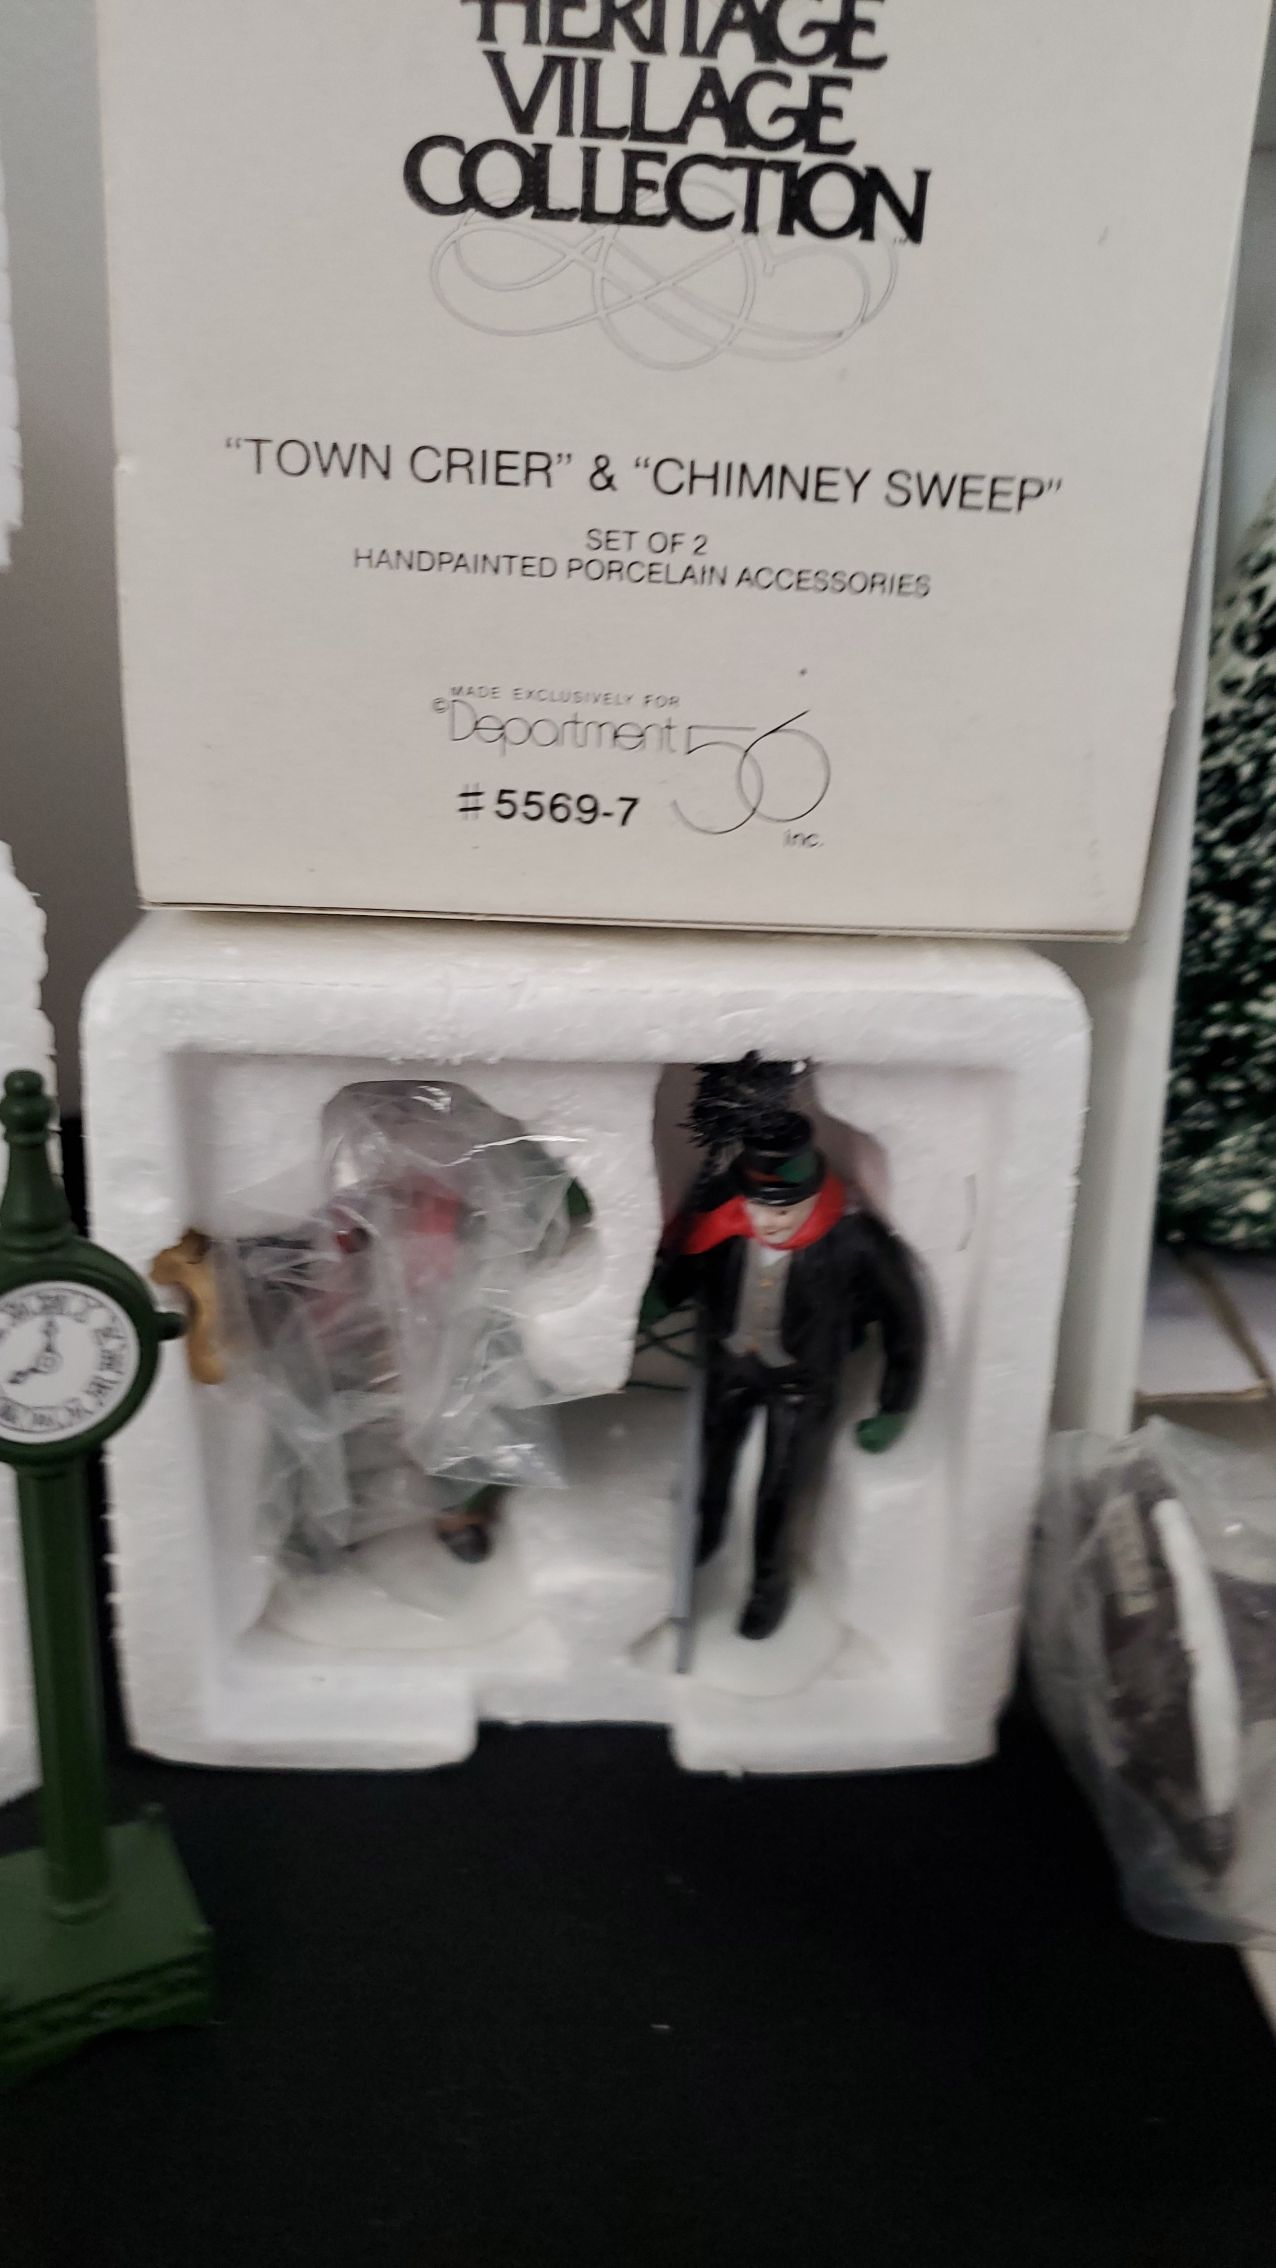 HERITAGE
VILLAGE
COLLECTION
"TOWN CRIER" & "CHIMNEY SWEEP"
SET OF 2
HANDPAINTED PORCELAIN ACCESSORIES
MADE EXCLUSIVELY FOR
©Department 56
inc.
#5569-7